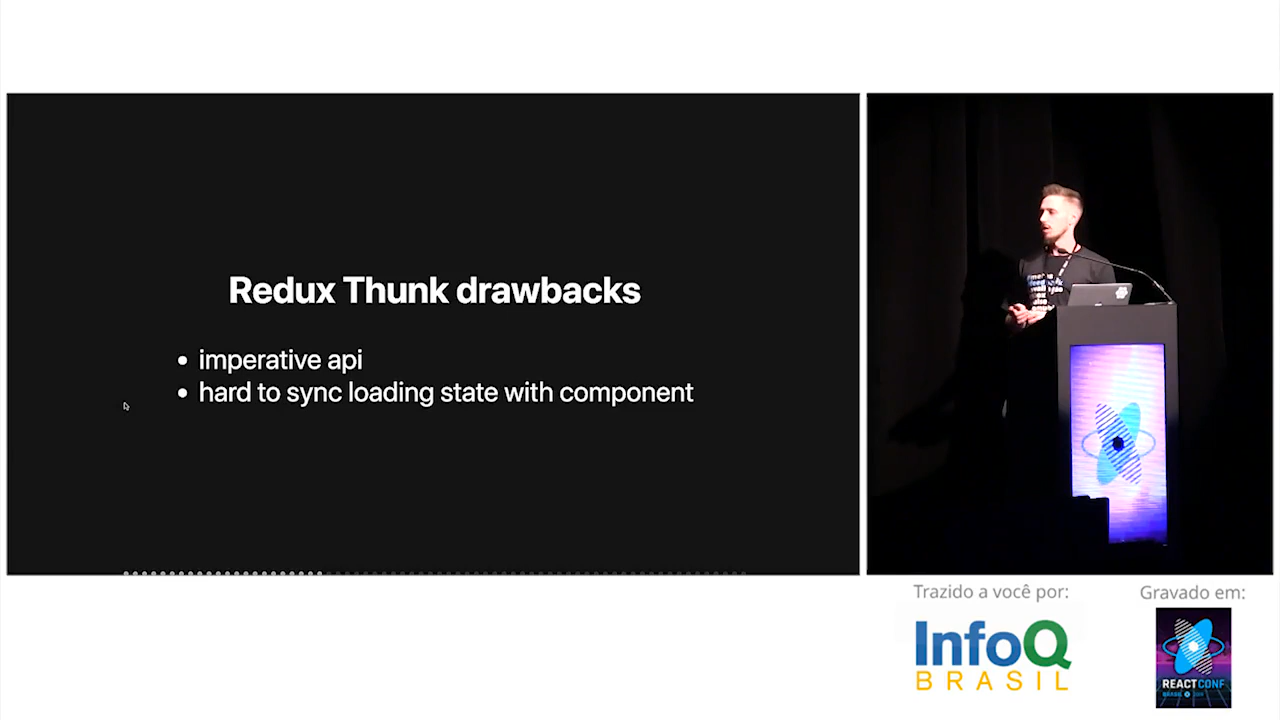 Redux Thunk drawbacks
imperative api
hard to sync loading state with component
Trazido a você por:
InfoQ
BRASIL
Gravado em:
REACTCONF
BRASIL